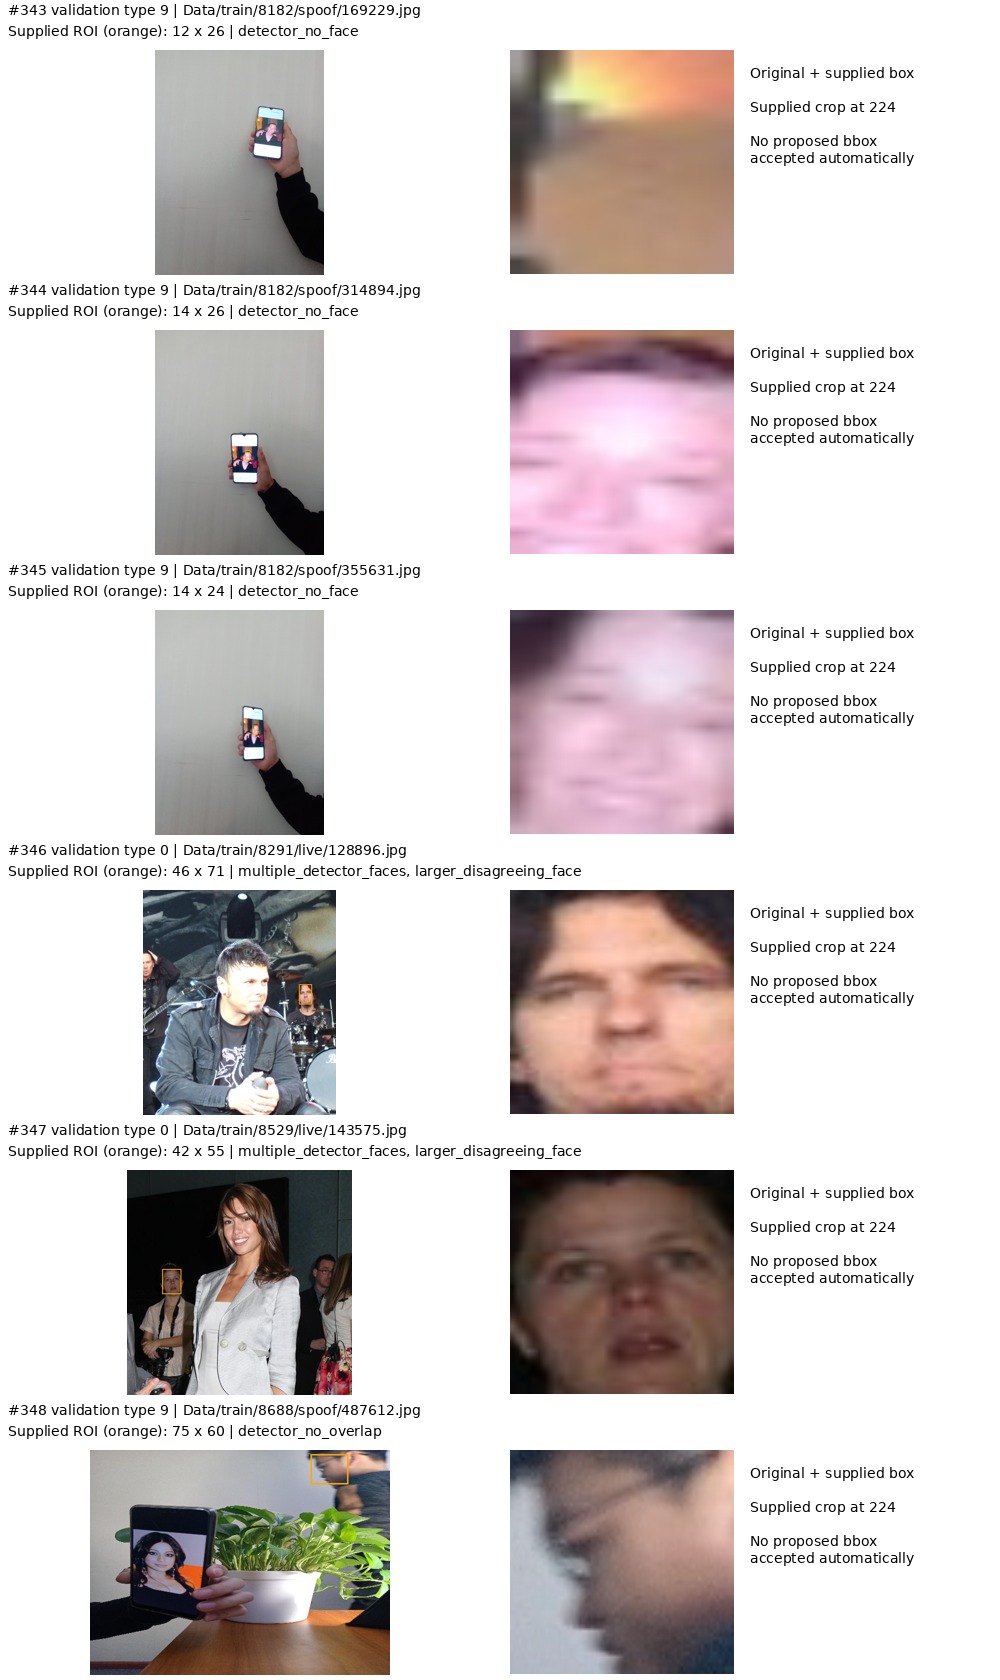 #343 validation type 9 | Data/train/8182/spoof/169229.jpg
Supplied ROI (orange): 12 x 26 | detector_no_face
Original + supplied box
Supplied crop at 224
No proposed bbox
accepted automatically
#344 validation type 9 | Data/train/8182/spoof/314894.jpg
Supplied ROI (orange): 14 x 26 | detector_no_face
Original + supplied box
Supplied crop at 224
No proposed bbox
accepted automatically
#345 validation type 9 | Data/train/8182/spoof/355631.jpg
Supplied ROI (orange): 14 x 24 | detector_no_face
Original + supplied box
Supplied crop at 224
No proposed bbox
accepted automatically
#346 validation type 0 | Data/train/8291/live/128896.jpg
Supplied ROI (orange): 46 x 71 | multiple_detector_faces, larger_disagreeing_face
Original + supplied box
Supplied crop at 224
No proposed bbox
accepted automatically
#347 validation type 0 | Data/train/8529/live/143575.jpg
Supplied ROI (orange): 42 x 55 | multiple_detector_faces, larger_disagreeing_face
Original + supplied box
Supplied crop at 224
No proposed bbox
accepted automatically
#348 validation type 9 | Data/train/8688/spoof/487612.jpg
Supplied ROI (orange): 75 x 60 | detector_no_overlap
Original + supplied box
Supplied crop at 224
No proposed bbox
accepted automatically